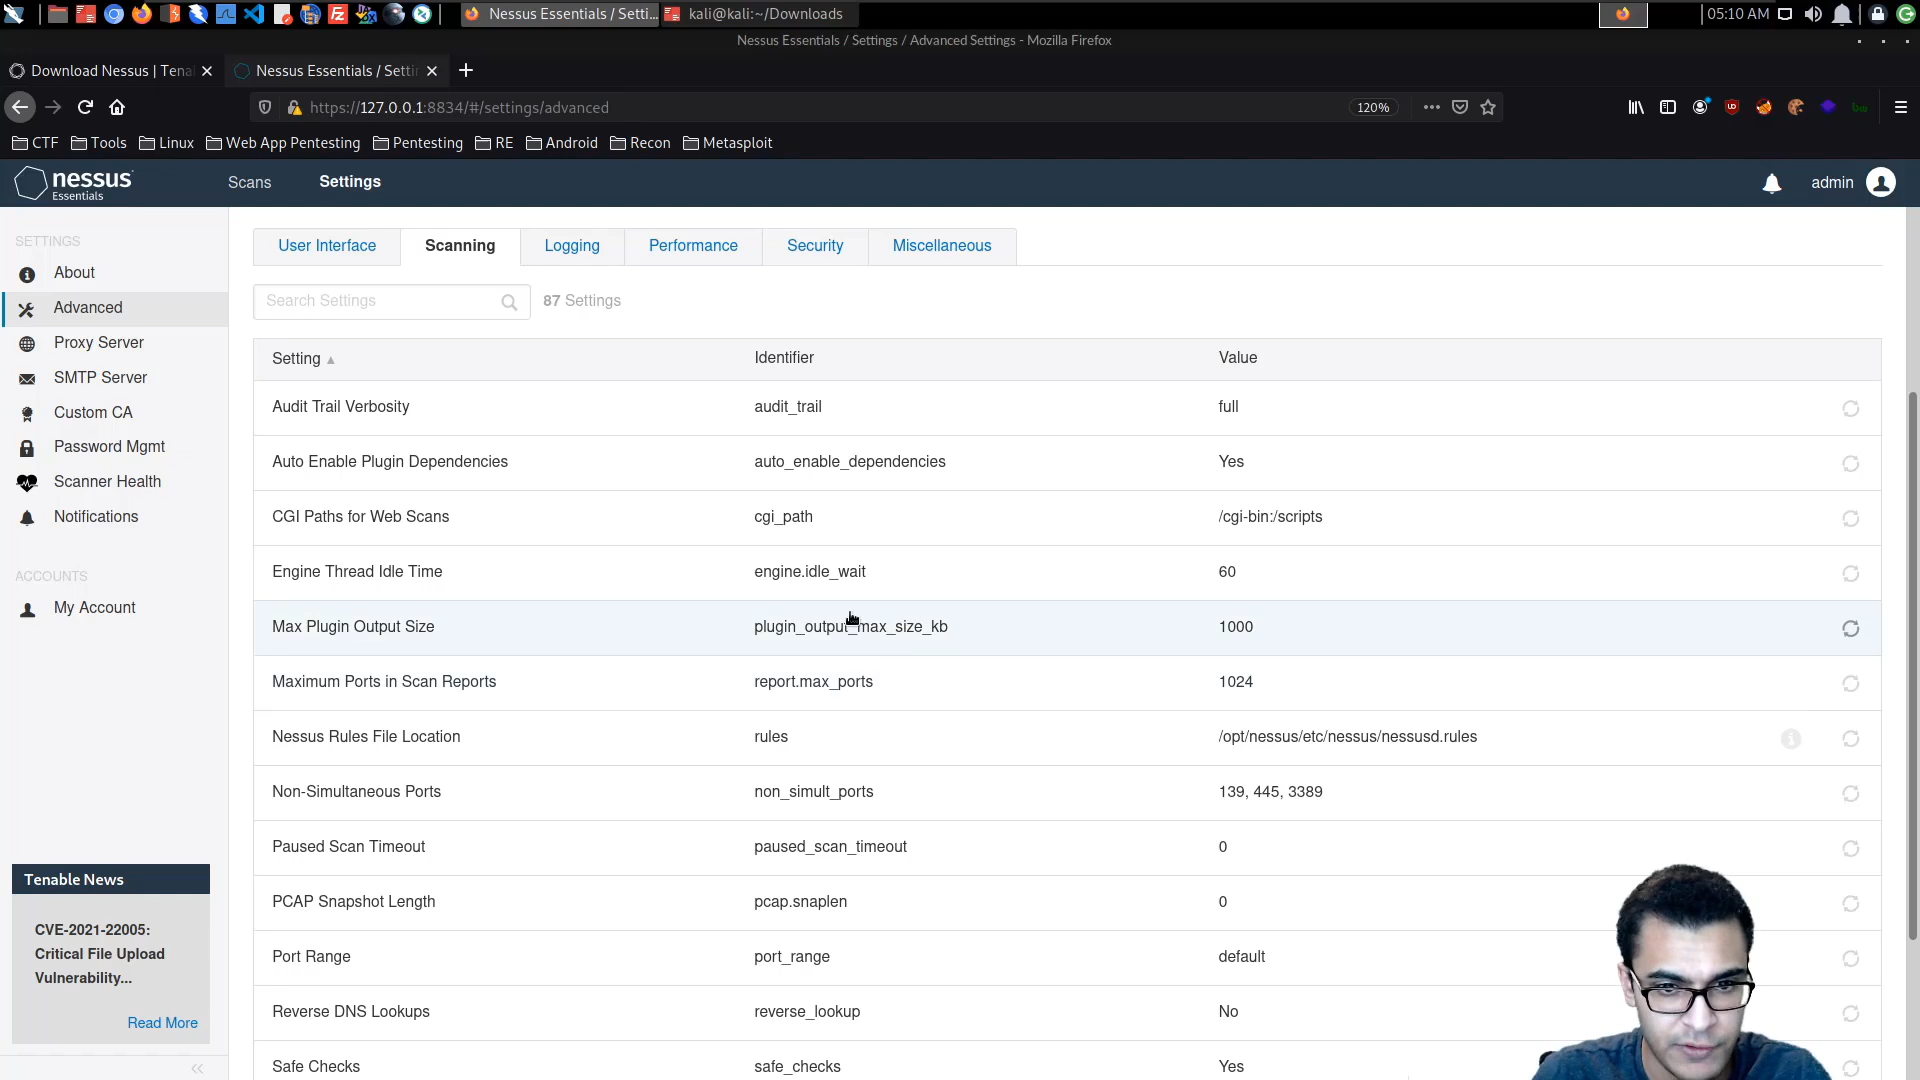 Nessus Essentials / Setti...
kali@kali:~/Downloads
05:10 AM
Nessus Essentials / Settings / Advanced Settings - Mozilla Firefox
Download Nessus | Tena
Nessus Essentials / Settin
https://127.0.0.1:8834/#/settings/advanced
120%
CTF
Tools
Linux
Web App Pentesting
Pentesting
RE
Android
Recon
Metasploit
nessus
Essentials
Scans
Settings
admin
SETTINGS
About
Advanced
Proxy Server
SMTP Server
Custom CA
Password Mgmt
Scanner Health
Notifications
ACCOUNTS
My Account
Tenable News
CVE-2021-22005:
Critical File Upload
Vulnerability...
Read More
User Interface
Scanning
Logging
Performance
Security
Miscellaneous
Search Settings
87 Settings
Setting Identifier Value
Audit Trail Verbosity audit_trail full
Auto Enable Plugin Dependencies auto_enable_dependencies Yes
CGI Paths for Web Scans cgi_path /cgi-bin:/scripts
Engine Thread Idle Time engine.idle_wait 60
Max Plugin Output Size plugin_output_max_size_kb 1000
Maximum Ports in Scan Reports report.max_ports 1024
Nessus Rules File Location rules /opt/nessus/etc/nessus/nessusd.rules
Non-Simultaneous Ports non_simult_ports 139, 445, 3389
Paused Scan Timeout paused_scan_timeout 0
PCAP Snapshot Length pcap.snaplen 0
Port Range port_range default
Reverse DNS Lookups reverse_lookup No
Safe Checks safe_checks Yes